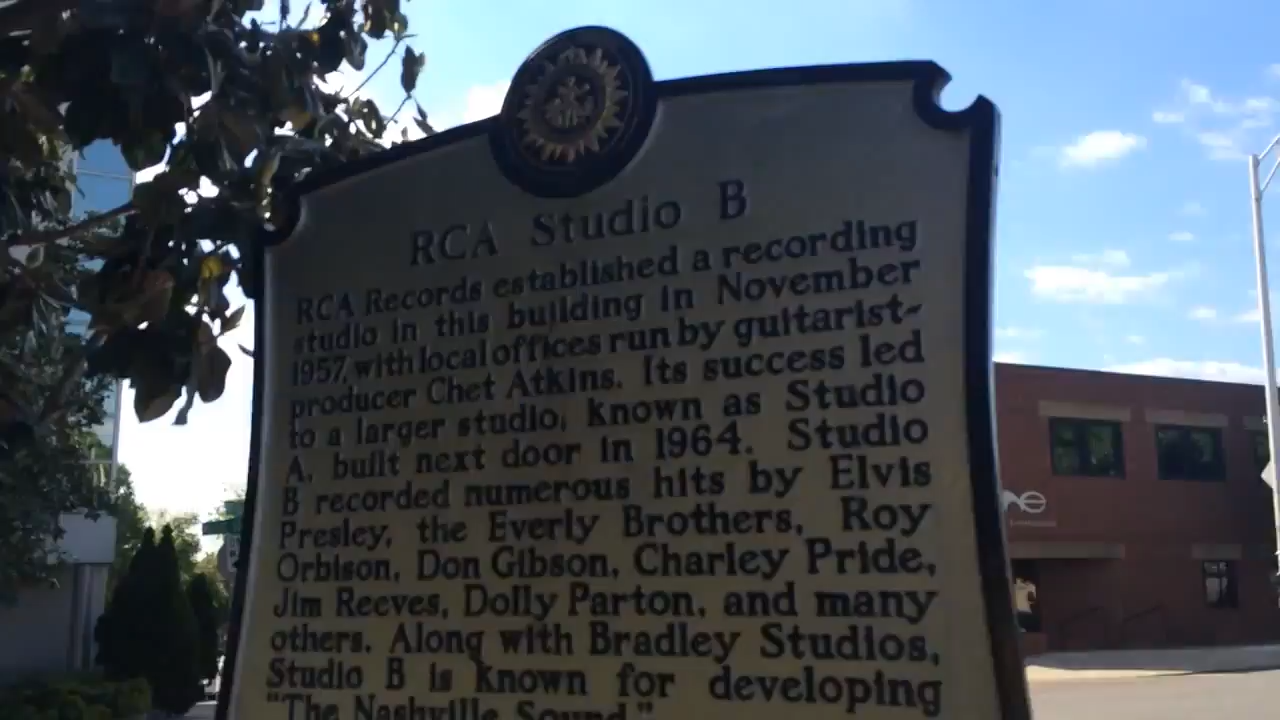 RCA Studio B
RCA Records established a recording
studio in this building in November
1957, with local offices run by guitarist-
producer Chet Atkins. Its success led
to a larger studio, known as Studio
A, built next door in 1964. Studio
B recorded numerous hits by Elvis
Presley, the Everly Brothers, Roy
Orbison, Don Gibson, Charley Pride,
Jim Reeves, Dolly Parton, and many
others. Along with Bradley Studios,
Studio B is known for developing
"The Nashville Sound."